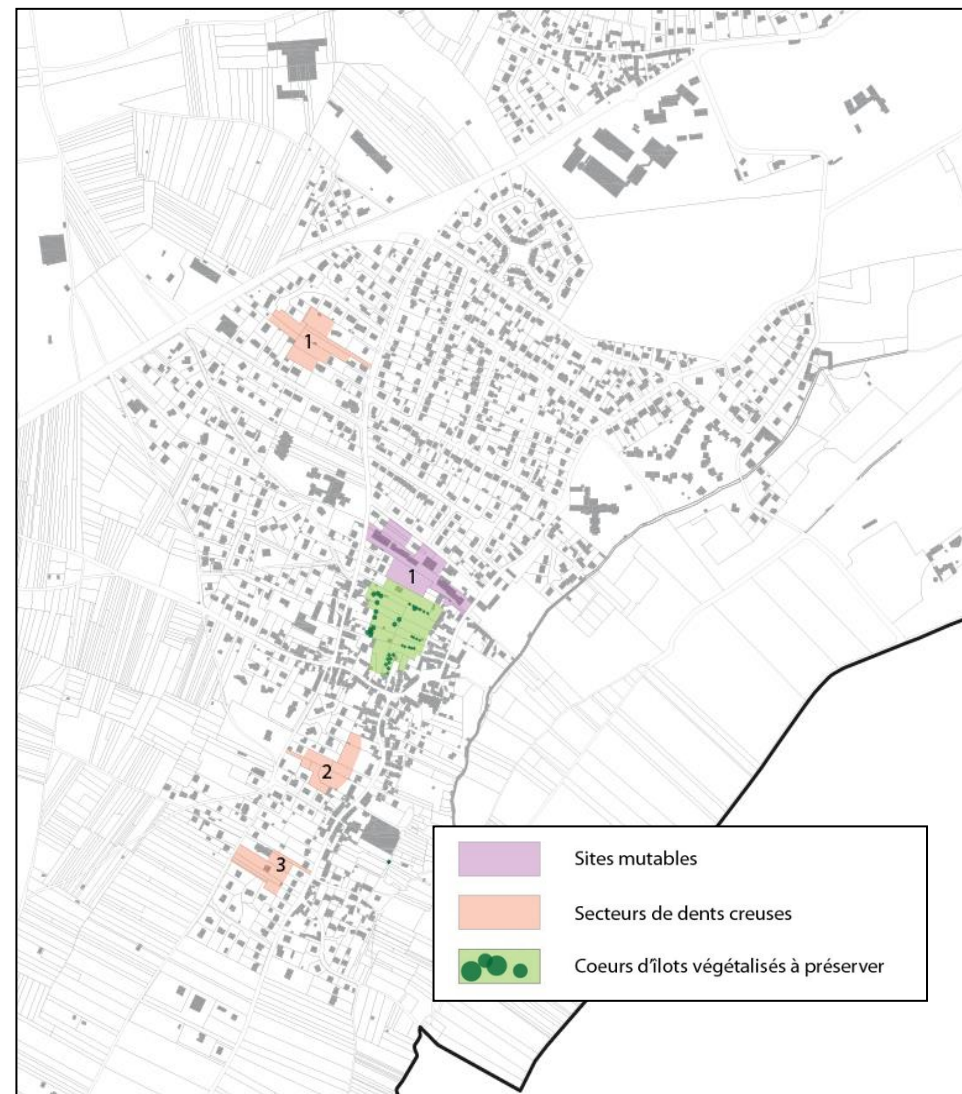 1
1
2
3
Sites mutables
Secteurs de dents creuses
Coeurs d'îlots végétalisés à préserver